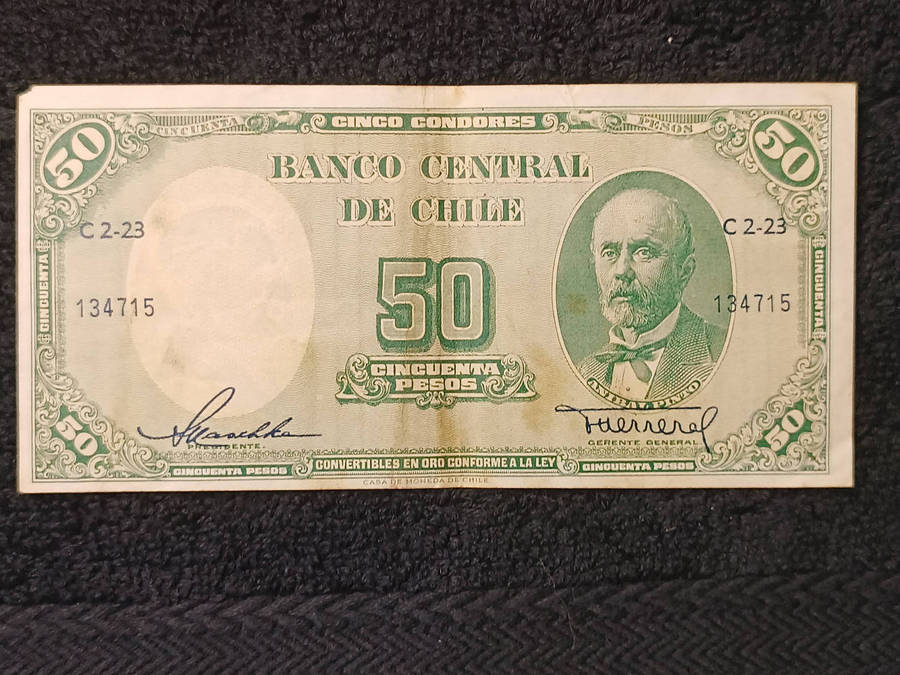 50 CINCUENTA CINCO CONDORES PESOS 50
BANCO CENTRAL
DE CHILE
C 2-23 C 2-23
CINCUENTA 50 CINCUENTA
134715 134715
CINCUENTA
PESOS
ANIBAL PINTO
PRESIDENTE. GERENTE GENERAL
50 50
CINCUENTA PESOS CONVERTIBLES EN ORO CONFORME A LA LEY CINCUENTA PESOS
CASA DE MONEDA DE CHILE